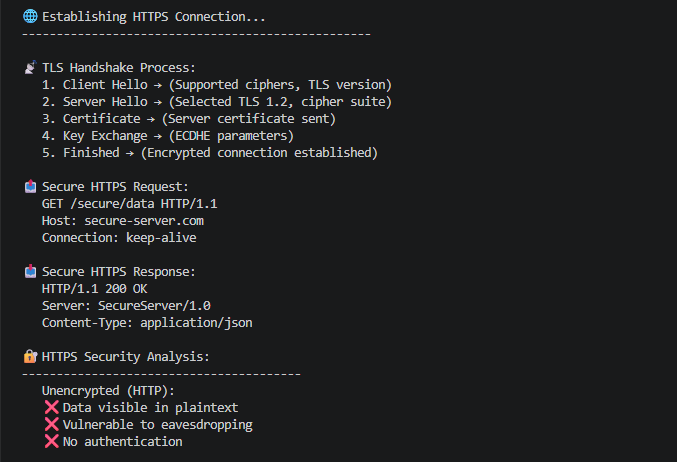 🌐 Establishing HTTPS Connection...
--------------------------------------------------
📡 TLS Handshake Process:
1. Client Hello → (Supported ciphers, TLS version)
2. Server Hello → (Selected TLS 1.2, cipher suite)
3. Certificate → (Server certificate sent)
4. Key Exchange → (ECDHE parameters)
5. Finished → (Encrypted connection established)
📤 Secure HTTPS Request:
GET /secure/data HTTP/1.1
Host: secure-server.com
Connection: keep-alive
📥 Secure HTTPS Response:
HTTP/1.1 200 OK
Server: SecureServer/1.0
Content-Type: application/json
🔐 HTTPS Security Analysis:
----------------------------------------
Unencrypted (HTTP):
❌ Data visible in plaintext
❌ Vulnerable to eavesdropping
❌ No authentication